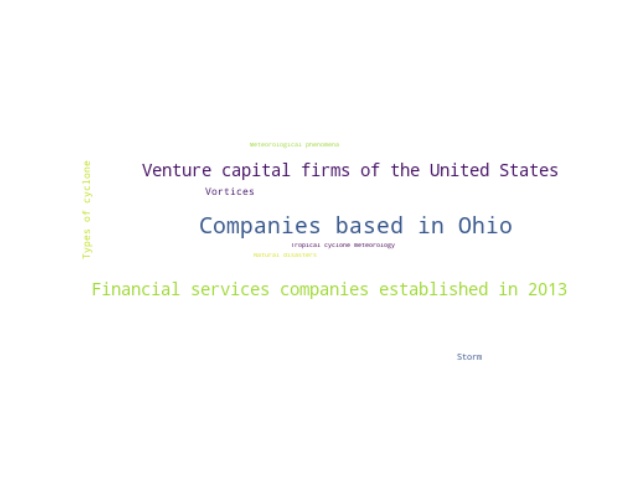 Meteorological phenomena
Venture capital firms of the United States
Types of cyclone
Vortices
Companies based in Ohio
Tropical cyclone meteorology
Natural disasters
Financial services companies established in 2013
Storm